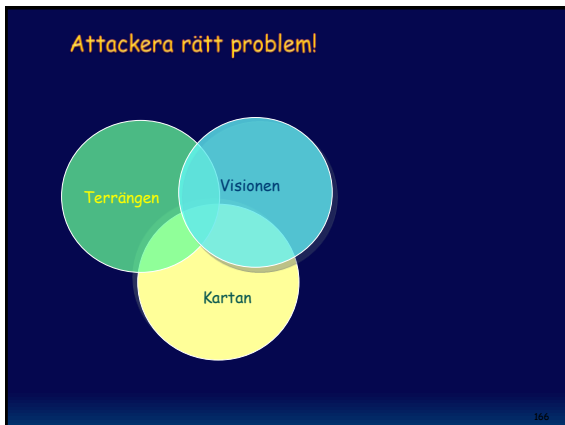 Attackera rätt problem!
Visionen
Terrängen
Kartan
166